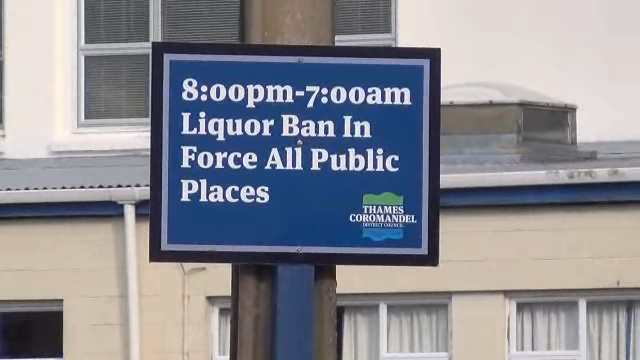 8:00pm-7:00am
Liquor Ban In
Force All Public
Places
THAMES
COROMANDEL
DISTRICT COUNCIL